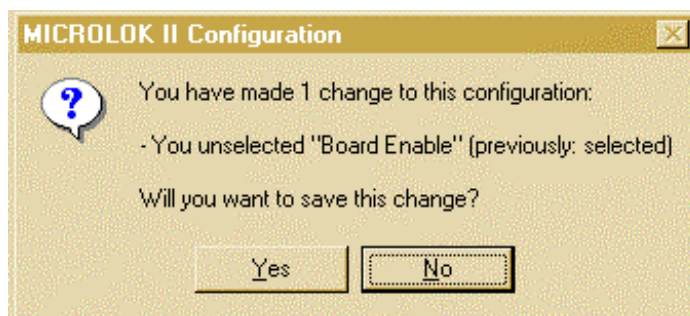 MICROLOK II Configuration
You have made 1 change to this configuration:
- You unselected "Board Enable" (previously: selected)
Will you want to save this change?
Yes No